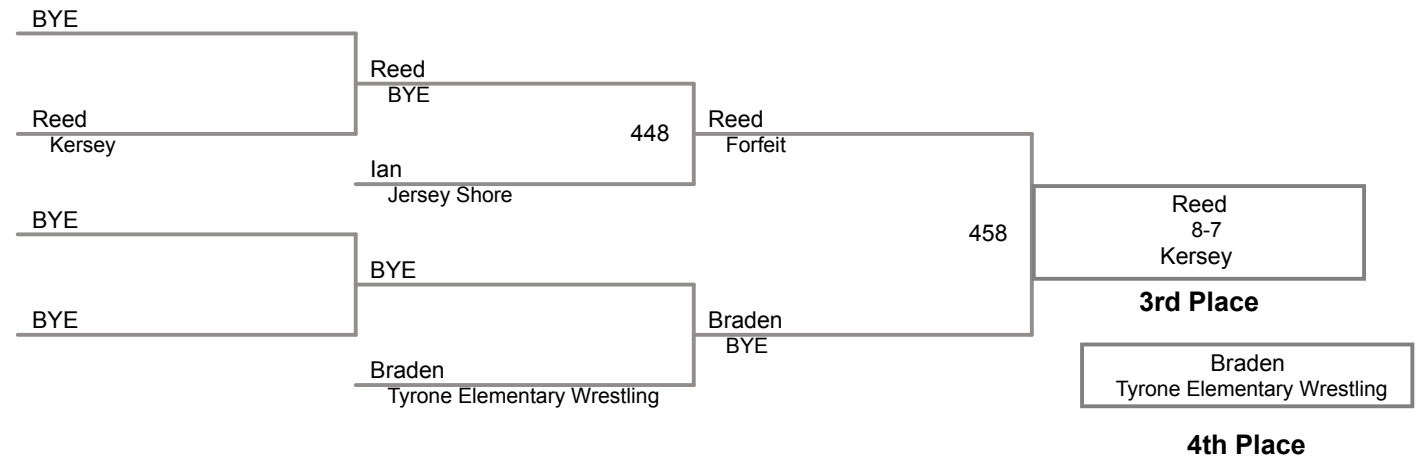 BYE
Reed
BYE
Reed
Kersey
448
Reed
Forfeit
Ian
Jersey Shore
Reed
8-7
Kersey
BYE
458
BYE
3rd Place
BYE
Braden
BYE
Braden
Tyrone Elementary Wrestling
Braden
Tyrone Elementary Wrestling
4th Place